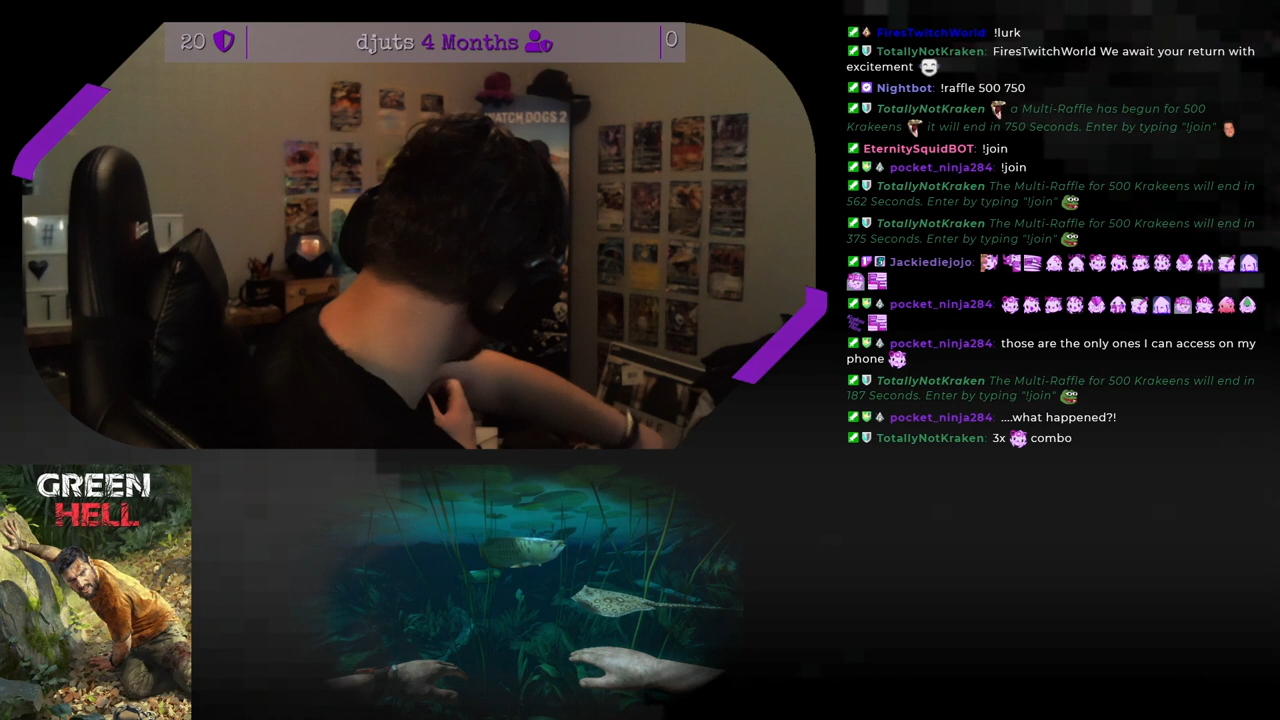 20
djuts 4 Months
0
WATCH DOGS 2
#
T
GREEN
HELL
FiresTwitchWorld: !lurk
TotallyNotKraken: FiresTwitchWorld We await your return with
excitement
Nightbot: !raffle 500 750
TotallyNotKraken a Multi-Raffle has begun for 500
Krakeens it will end in 750 Seconds. Enter by typing "!join"
EternitySquidBOT: !join
pocket_ninja284: !join
TotallyNotKraken The Multi-Raffle for 500 Krakeens will end in
562 Seconds. Enter by typing "!join"
TotallyNotKraken The Multi-Raffle for 500 Krakeens will end in
375 Seconds. Enter by typing "!join"
Jackiediejojo:
pocket_ninja284:
pocket_ninja284: those are the only ones I can access on my
phone
TotallyNotKraken The Multi-Raffle for 500 Krakeens will end in
187 Seconds. Enter by typing "!join"
pocket_ninja284: ....what happened?!
TotallyNotKraken: 3x combo